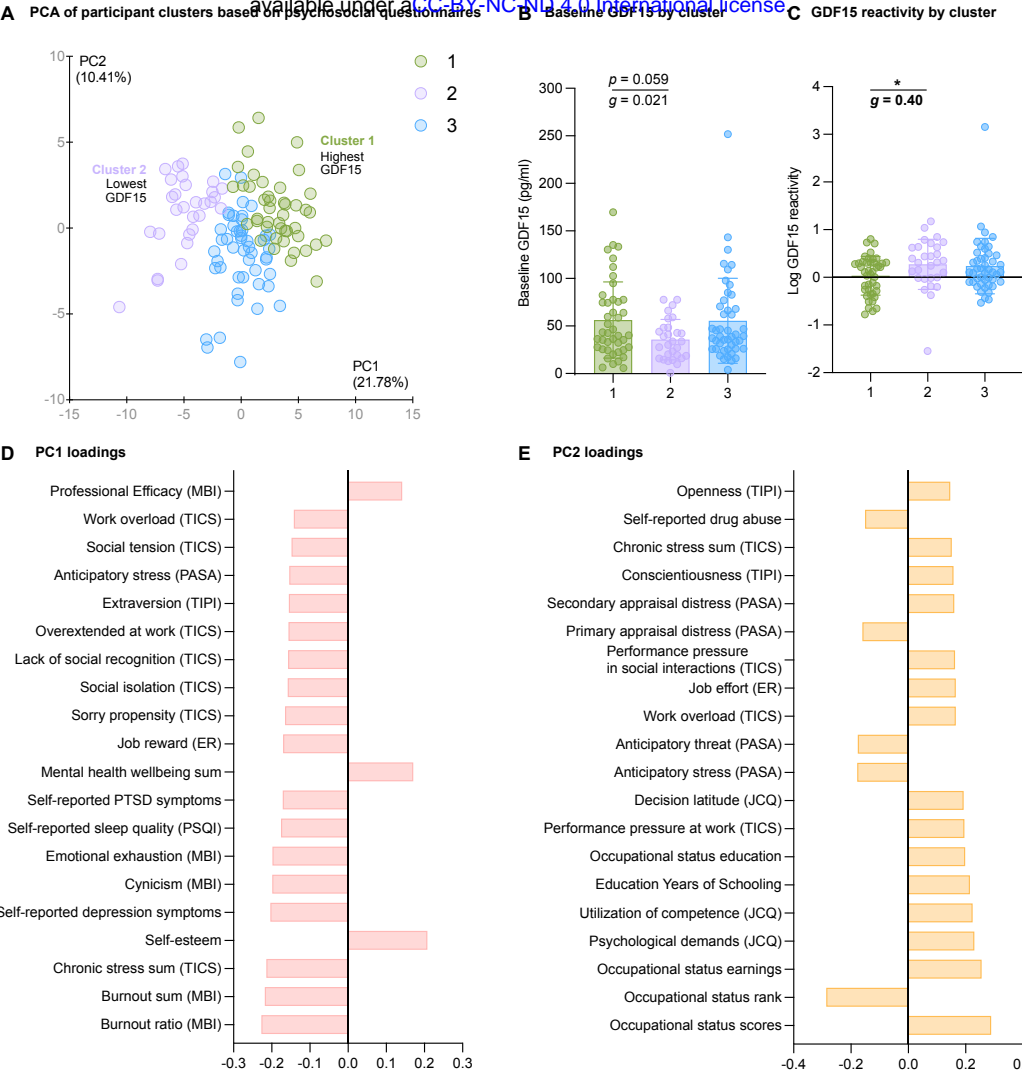 available under aCC-BY-NC-ND 4.0 International license
A PCA of participant clusters based on psychosocial questionnaires
B Baseline GDF15 by cluster
C GDF15 reactivity by cluster
PC2
(10.41%)
10
5
0
-5
-10
-15
-10
-5
0
5
10
15
PC1
(21.78%)
1
2
3
Cluster 1
Highest
GDF15
Cluster 2
Lowest
GDF15
p = 0.059
g = 0.021
Baseline GDF15 (pg/ml)
300
250
200
150
100
50
0
1
2
3
*
g = 0.40
Log GDF15 reactivity
4
3
2
1
0
-1
-2
1
2
3
D PC1 loadings
Professional Efficacy (MBI)
Work overload (TICS)
Social tension (TICS)
Anticipatory stress (PASA)
Extraversion (TIPI)
Overextended at work (TICS)
Lack of social recognition (TICS)
Social isolation (TICS)
Sorry propensity (TICS)
Job reward (ER)
Mental health wellbeing sum
Self-reported PTSD symptoms
Self-reported sleep quality (PSQI)
Emotional exhaustion (MBI)
Cynicism (MBI)
Self-reported depression symptoms
Self-esteem
Chronic stress sum (TICS)
Burnout sum (MBI)
Burnout ratio (MBI)
-0.3 -0.2 -0.1 0.0 0.1 0.2 0.3
E PC2 loadings
Openness (TIPI)
Self-reported drug abuse
Chronic stress sum (TICS)
Conscientiousness (TIPI)
Secondary appraisal distress (PASA)
Primary appraisal distress (PASA)
Performance pressure
in social interactions (TICS)
Job effort (ER)
Work overload (TICS)
Anticipatory threat (PASA)
Anticipatory stress (PASA)
Decision latitude (JCQ)
Performance pressure at work (TICS)
Occupational status education
Education Years of Schooling
Utilization of competence (JCQ)
Psychological demands (JCQ)
Occupational status earnings
Occupational status rank
Occupational status scores
-0.4 -0.2 0.0 0.2